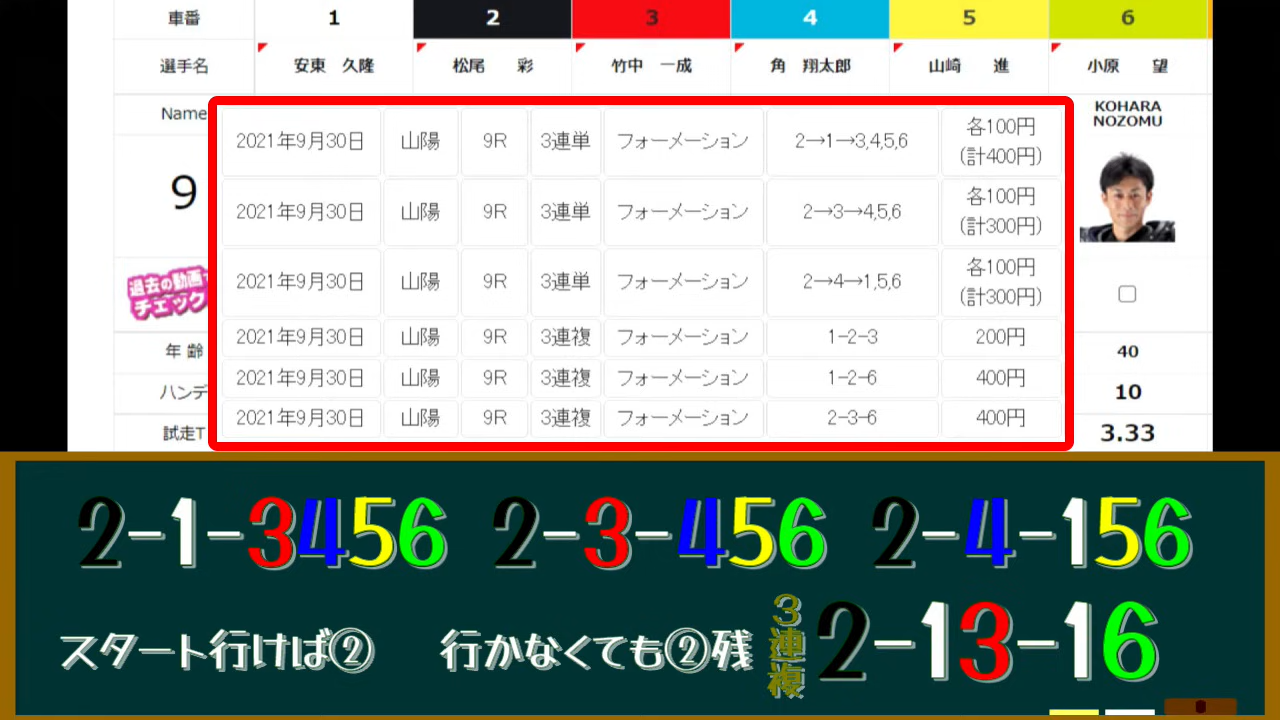 車番 1 2 3 4 5 6
選手名 安東 久隆 松尾 彩 竹中 一成 角 翔太郎 山崎 進 小原 望
Name KOHARA
NOZOMU
9
過去の動画
チェック
年 齢 40
ハンデ 10
試走T 3.33
2021年9月30日 山陽 9R 3連単 フォーメーション 2→1→3,4,5,6 各100円
(計400円)
2021年9月30日 山陽 9R 3連単 フォーメーション 2→3→4,5,6 各100円
(計300円)
2021年9月30日 山陽 9R 3連単 フォーメーション 2→4→1,5,6 各100円
(計300円)
2021年9月30日 山陽 9R 3連複 フォーメーション 1-2-3 200円
2021年9月30日 山陽 9R 3連複 フォーメーション 1-2-6 400円
2021年9月30日 山陽 9R 3連複 フォーメーション 2-3-6 400円
2-1-3456 2-3-456 2-4-156
スタート行けば② 行かなくても②残 3連複 2-13-16